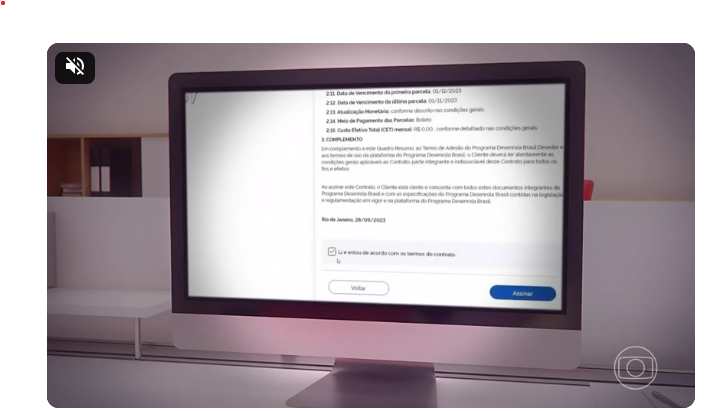 2.11. Data de Vencimento da primeira parcela: 01/11/2023
2.12. Data de Vencimento da última parcela: 01/11/2023
2.13. Atualização Monetária: conforme descrito nas condições gerais.
2.14. Meio de Pagamento das Parcelas: Boleto
2.15. Custo Efetivo Total (CET) mensal: R$ 0,00 conforme detalhado nas condições gerais.
3. COMPLEMENTO
Em complemento a este Quadro Resumo, ao Termo de Adesão do Programa Desenrola Brasil Devedor e
aos termos de uso da plataforma do Programa Desenrola Brasil, o Cliente deverá ler atentamente as
condições gerais aplicáveis ao Contrato, parte integrante e indissociável deste Contrato para todos os
fins e efeitos.
Ao assinar este Contrato, o Cliente está ciente e concorda com todos estes documentos integrantes do
Programa Desenrola Brasil e com as especificações do Programa Desenrola Brasil contidas na legislação
e regulamentação em vigor e na plataforma do Programa Desenrola Brasil.
Rio de Janeiro, 28/09/2023
Li e estou de acordo com os termos do contrato
Voltar
Assinar